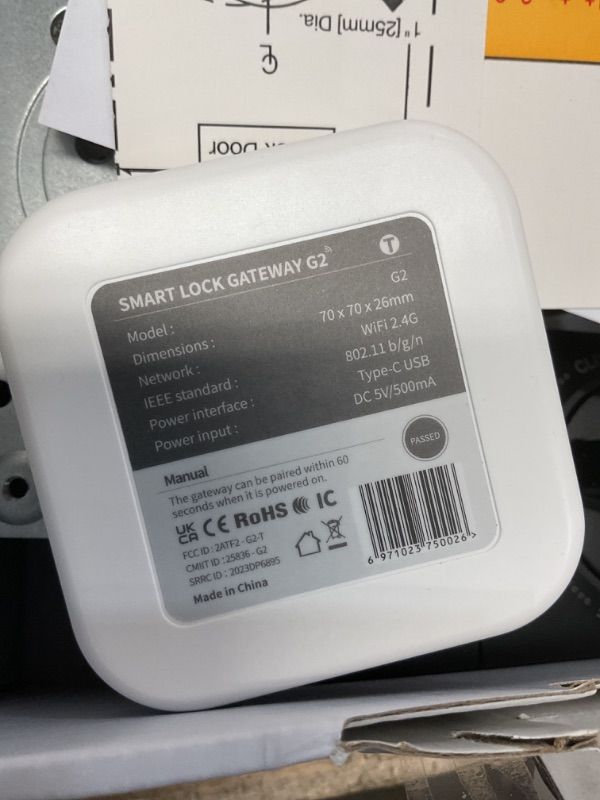 1" [25mm] Dia.
Door
SMART LOCK GATEWAY G2
T
Model : G2
Dimensions : 70 x 70 x 26mm
Network : WiFi 2.4G
IEEE standard : 802.11 b/g/n
Power interface : Type-C USB
Power input : DC 5V/500mA
PASSED
Manual
The gateway can be paired within 60
seconds when it is powered on.
UK
CA CE RoHS IC
FCC ID : 2ATF2 - G2-T
CMIIT ID : 25836 - G2
SRRC ID : 2023DP6895
Made in China
6 971023 750026 >